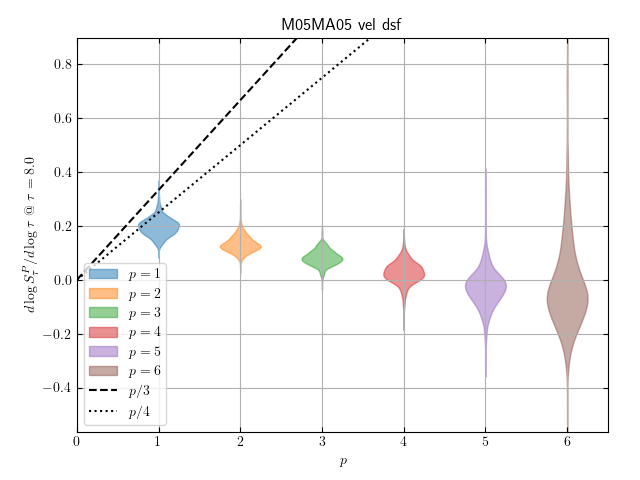 M05MA05 vel dsf
d log S_τ^P / d log τ @ τ = 8.0
0.8
0.6
0.4
0.2
0.0
−0.2
−0.4
p = 1
p = 2
p = 3
p = 4
p = 5
p = 6
p/3
p/4
0 1 2 3 4 5 6
p